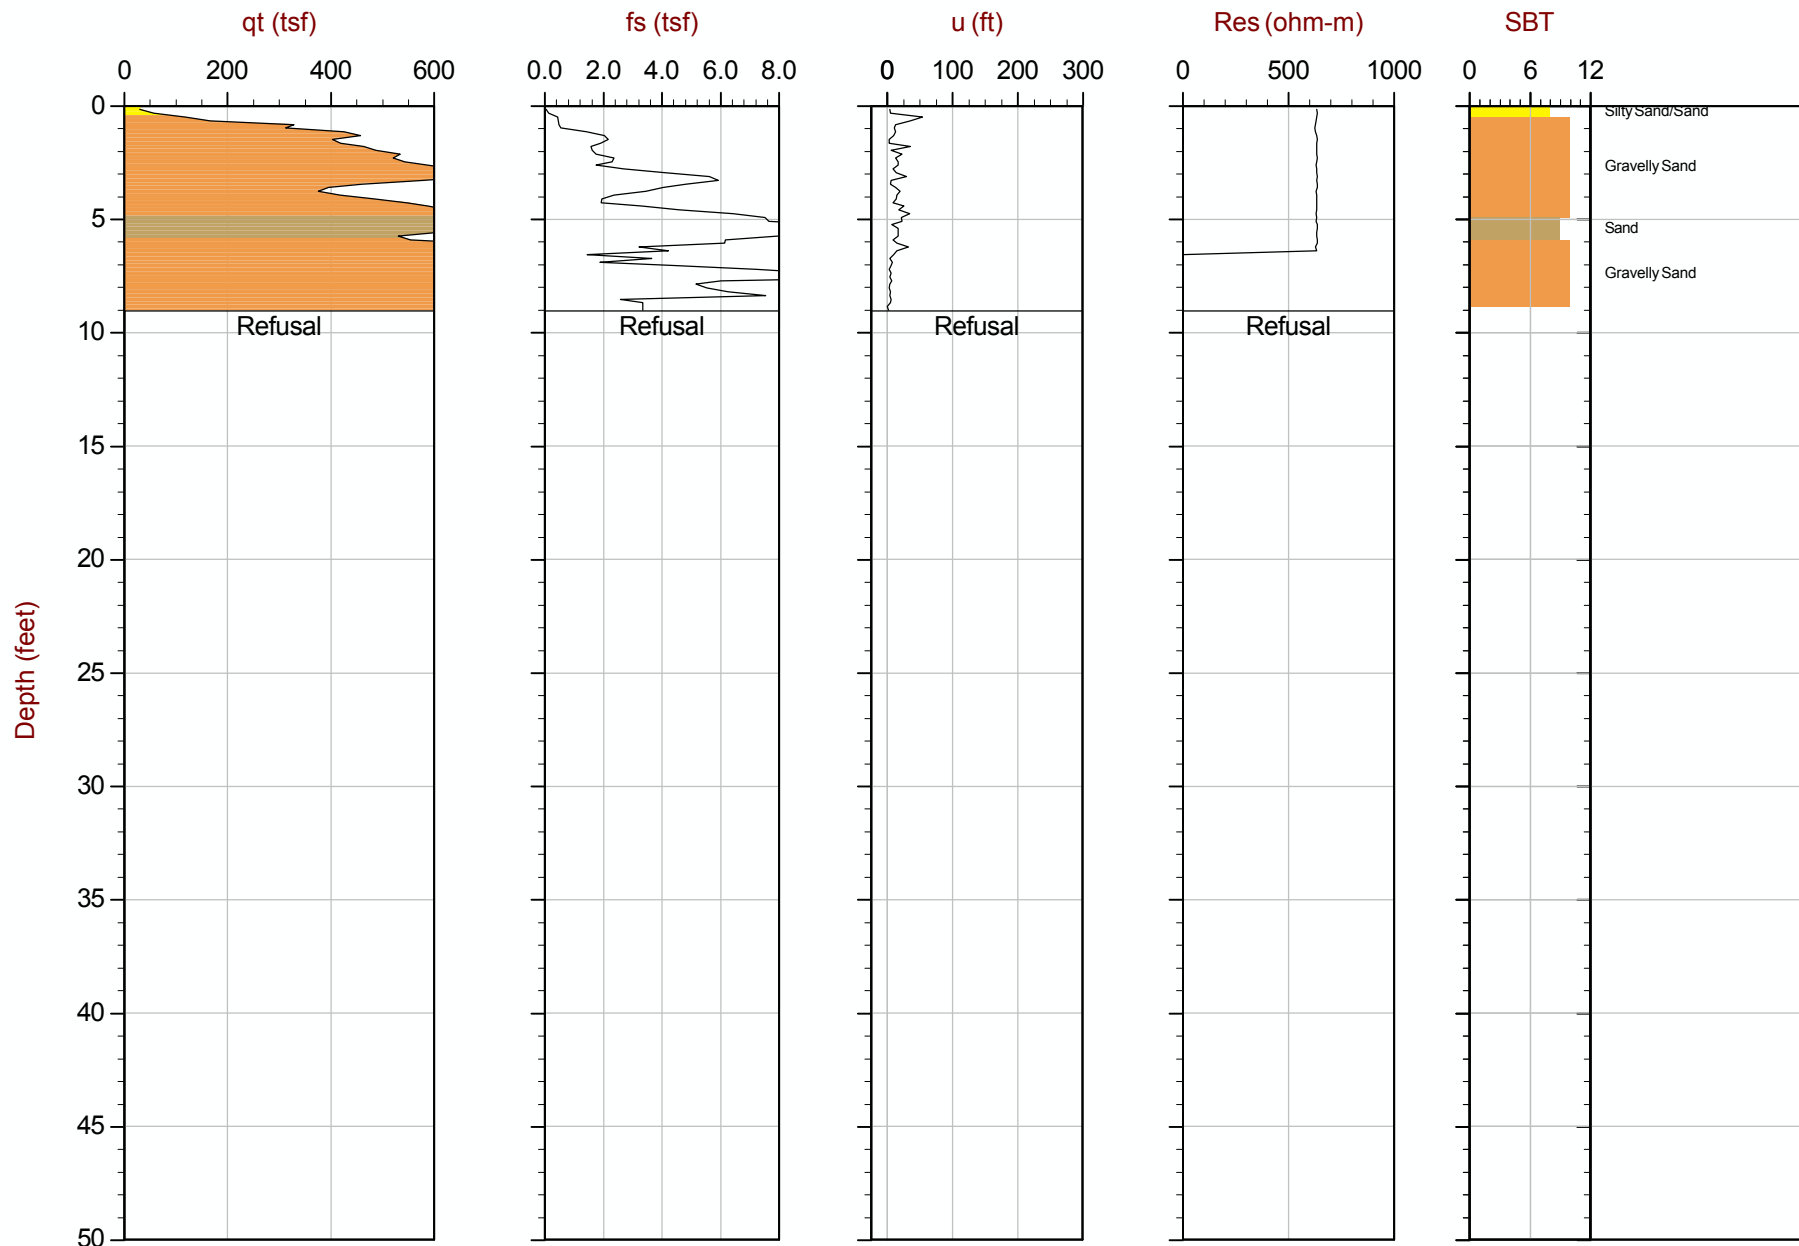 qt (tsf) fs (tsf) u (ft) Res (ohm-m) SBT
0 200 400 600 0.0 2.0 4.0 6.0 8.0 0 100 200 300 0 500 1000 0 6 12
0
Silty Sand/Sand
Gravelly Sand
5
Sand
Gravelly Sand
Refusal Refusal Refusal Refusal
10
15
20
25
Depth (feet)
30
35
40
45
50